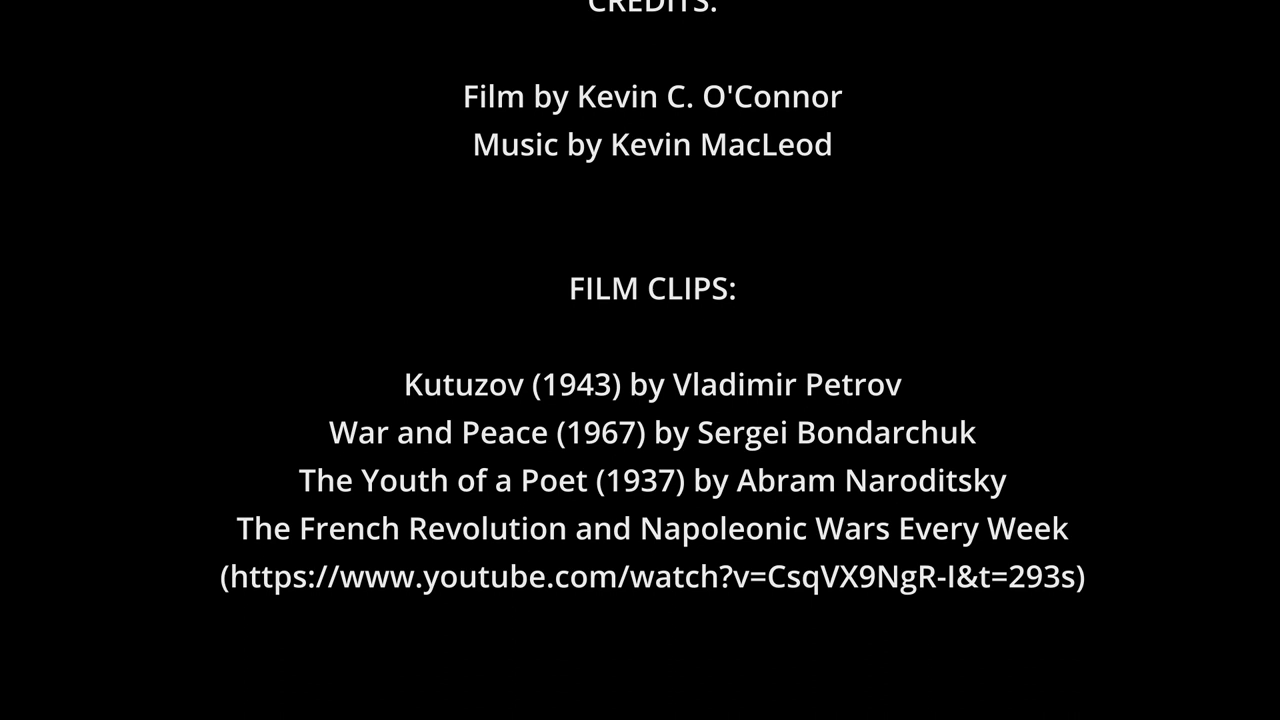 CREDITS:
Film by Kevin C. O'Connor
Music by Kevin MacLeod
FILM CLIPS:
Kutuzov (1943) by Vladimir Petrov
War and Peace (1967) by Sergei Bondarchuk
The Youth of a Poet (1937) by Abram Naroditsky
The French Revolution and Napoleonic Wars Every Week
(https://www.youtube.com/watch?v=CsqVX9NgR-I&t=293s)